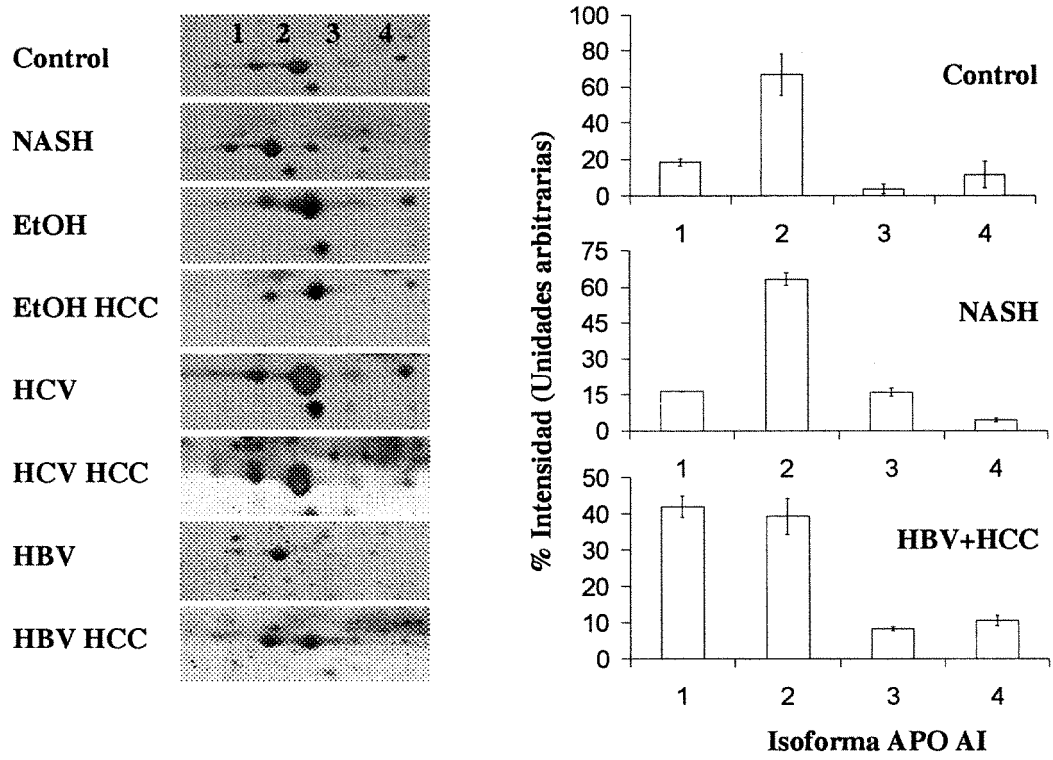 1 2 3 4
Control
NASH
EtOH
EtOH HCC
HCV
HCV HCC
HBV
HBV HCC
% Intensidad (Unidades arbitrarias)
100
80
60
40
20
0
Control
1 2 3 4
75
60
45
30
15
0
NASH
1 2 3 4
50
40
30
20
10
0
HBV+HCC
1 2 3 4
Isoforma APO AI